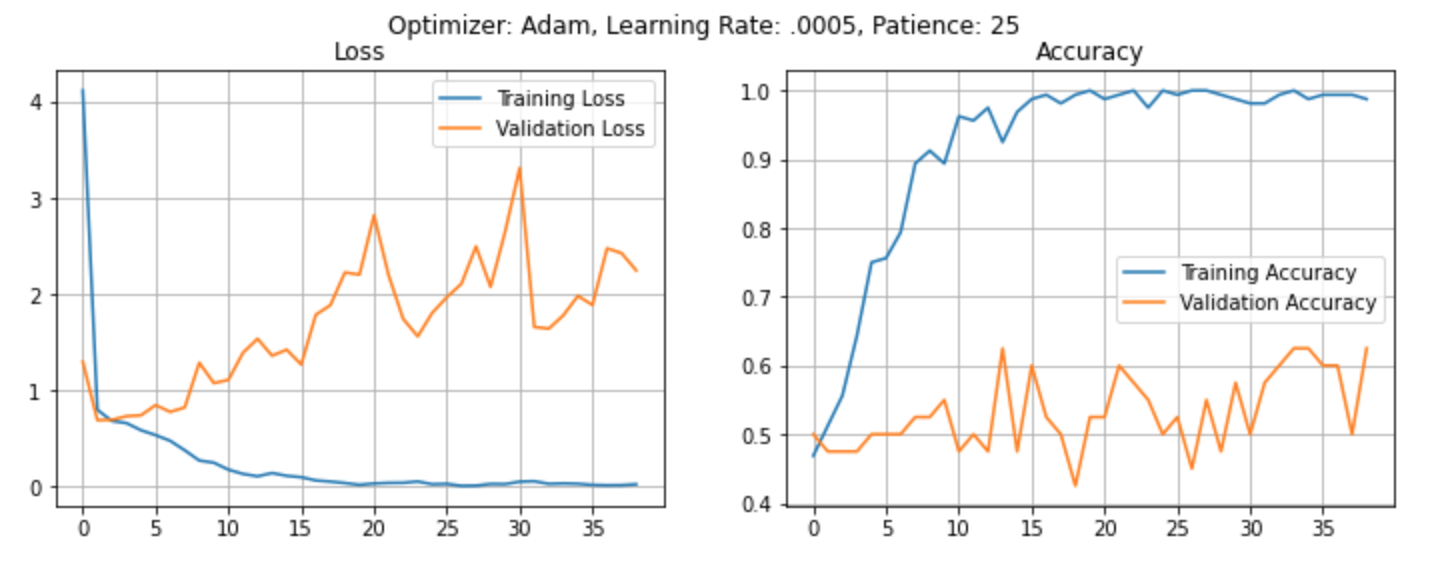 Optimizer: Adam, Learning Rate: .0005, Patience: 25
Loss
4
3
2
1
0
0 5 10 15 20 25 30 35
Training Loss
Validation Loss
Accuracy
1.0
0.9
0.8
0.7
0.6
0.5
0.4
0 5 10 15 20 25 30 35
Training Accuracy
Validation Accuracy